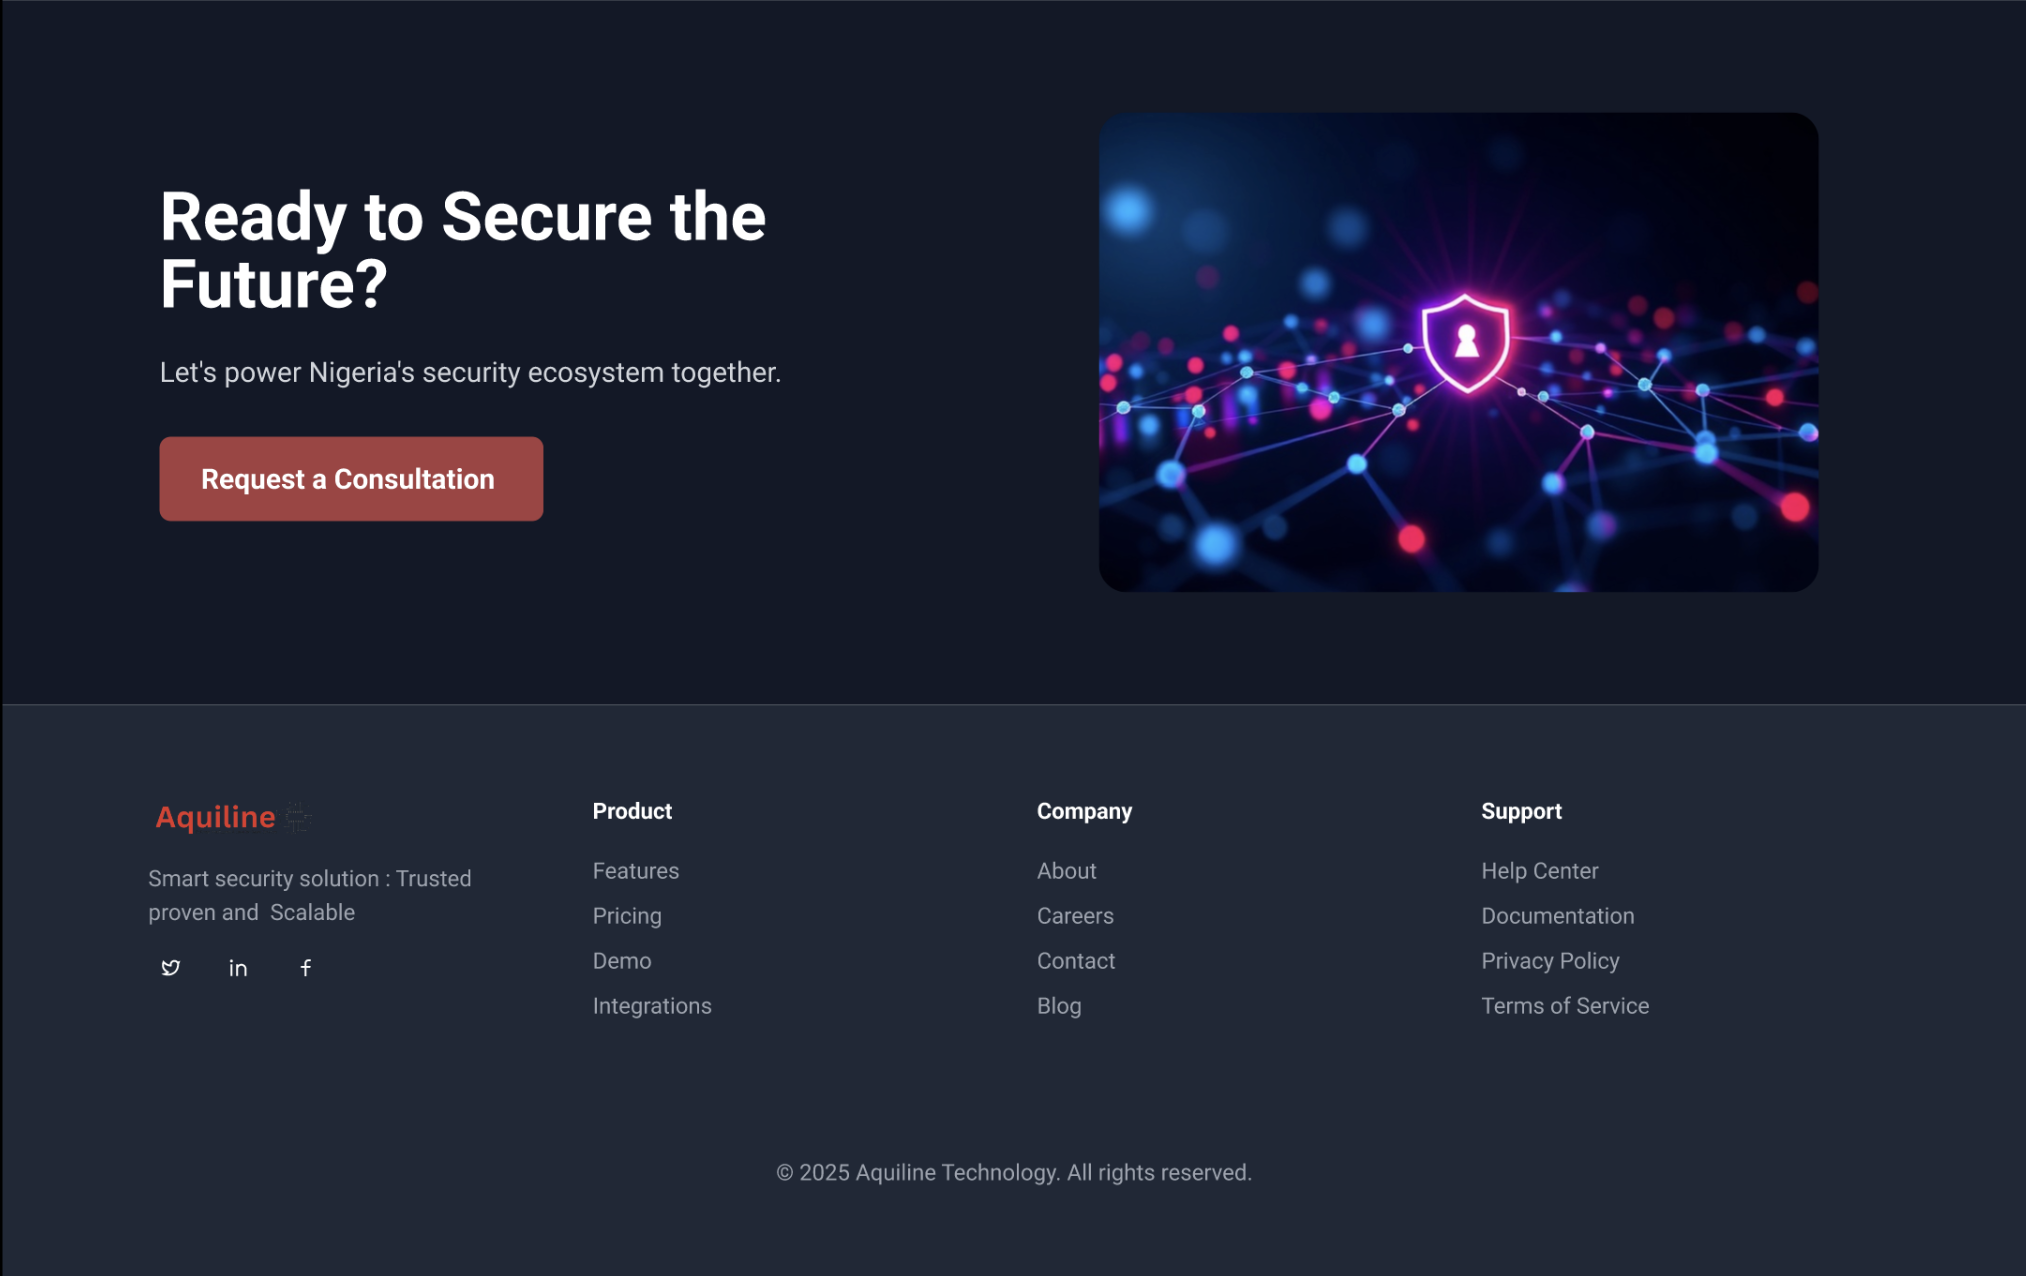 Ready to Secure the
Future?
Let's power Nigeria's security ecosystem together.
Request a Consultation
Aquiline
Smart security solution : Trusted
proven and  Scalable
in
f
Product
Features
Pricing
Demo
Integrations
Company
About
Careers
Contact
Blog
Support
Help Center
Documentation
Privacy Policy
Terms of Service
© 2025 Aquiline Technology. All rights reserved.